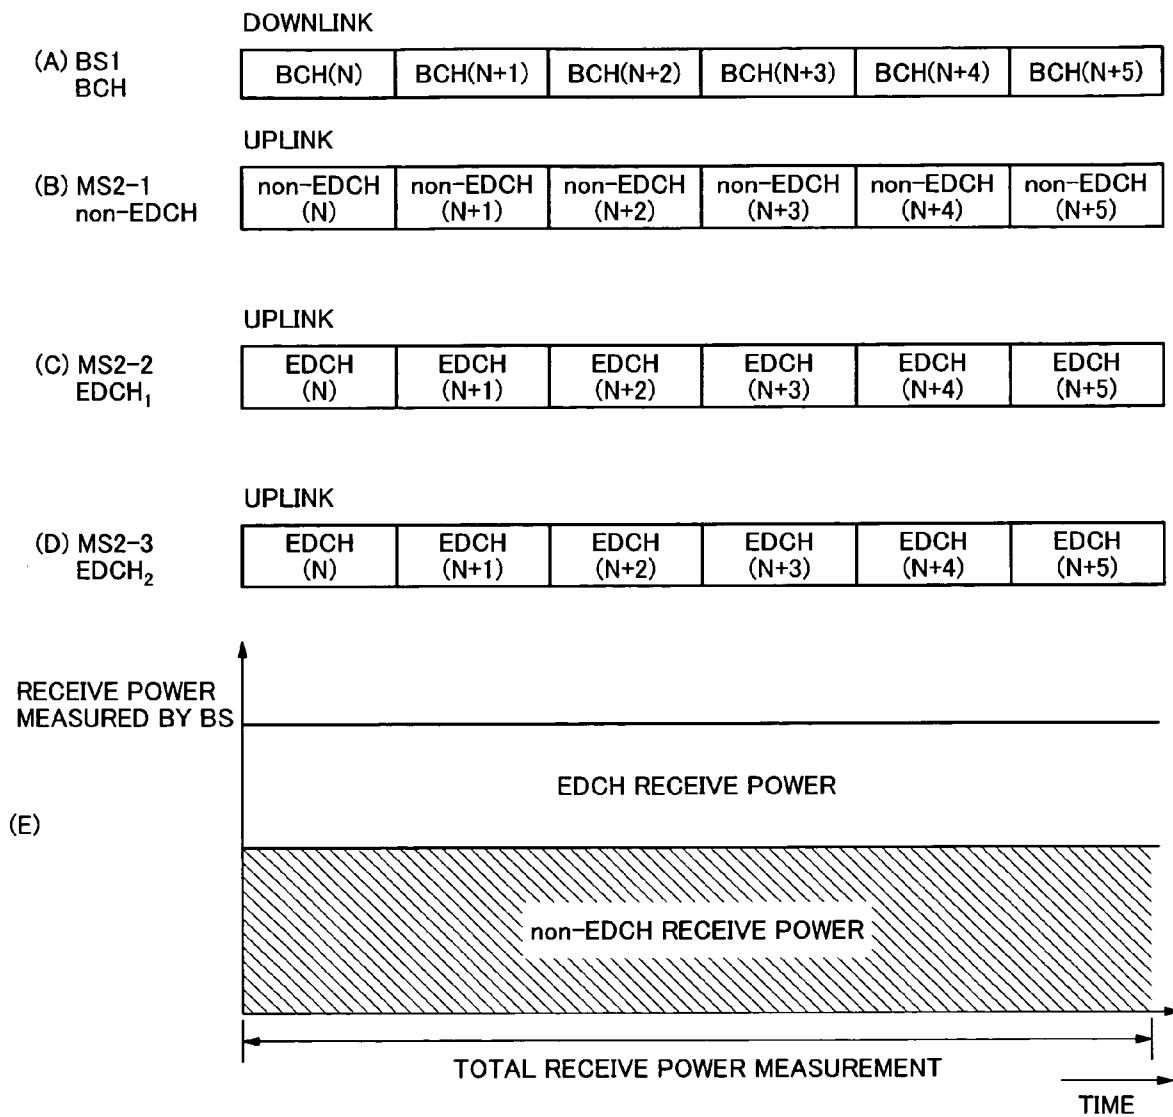 DOWNLINK
(A) BS1
BCH
BCH(N) BCH(N+1) BCH(N+2) BCH(N+3) BCH(N+4) BCH(N+5)
UPLINK
(B) MS2-1
non-EDCH
non-EDCH non-EDCH non-EDCH non-EDCH non-EDCH non-EDCH
(N) (N+1) (N+2) (N+3) (N+4) (N+5)
UPLINK
(C) MS2-2
EDCH₁
EDCH EDCH EDCH EDCH EDCH EDCH
(N) (N+1) (N+2) (N+3) (N+4) (N+5)
UPLINK
(D) MS2-3
EDCH₂
EDCH EDCH EDCH EDCH EDCH EDCH
(N) (N+1) (N+2) (N+3) (N+4) (N+5)
RECEIVE POWER
MEASURED BY BS
EDCH RECEIVE POWER
(E)
non-EDCH RECEIVE POWER
TOTAL RECEIVE POWER MEASUREMENT
TIME